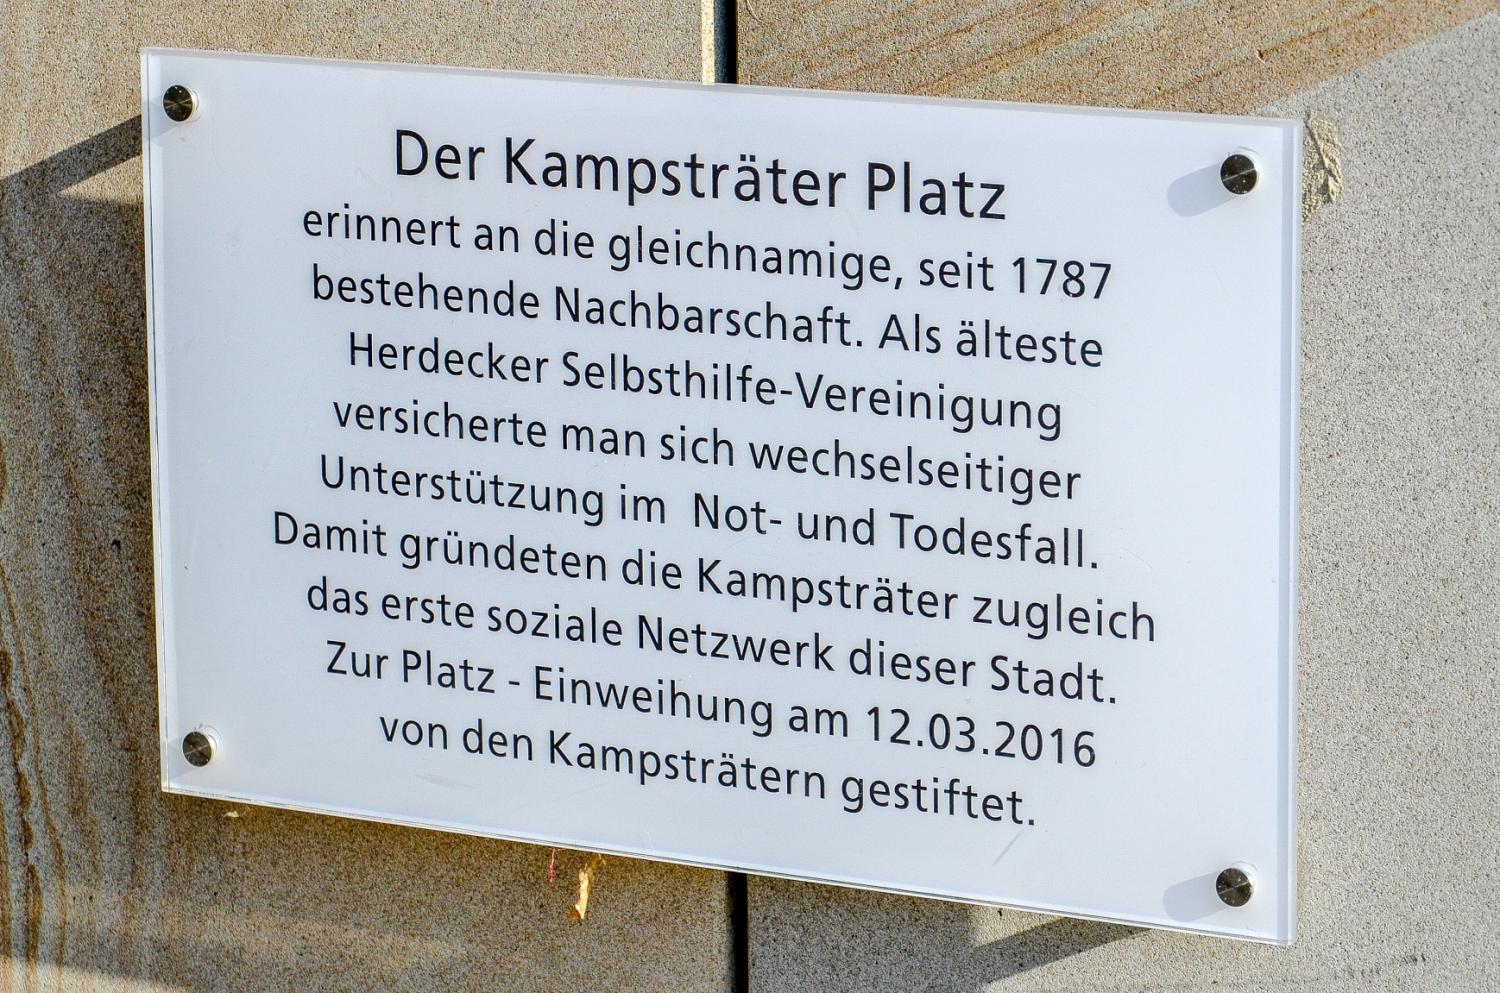 Der Kampsträter Platz
erinnert an die gleichnamige, seit 1787
bestehende Nachbarschaft. Als älteste
Herdecker Selbsthilfe-Vereinigung
versicherte man sich wechselseitiger
Unterstützung im Not- und Todesfall.
Damit gründeten die Kampsträter zugleich
das erste soziale Netzwerk dieser Stadt.
Zur Platz - Einweihung am 12.03.2016
von den Kampsträtern gestiftet.